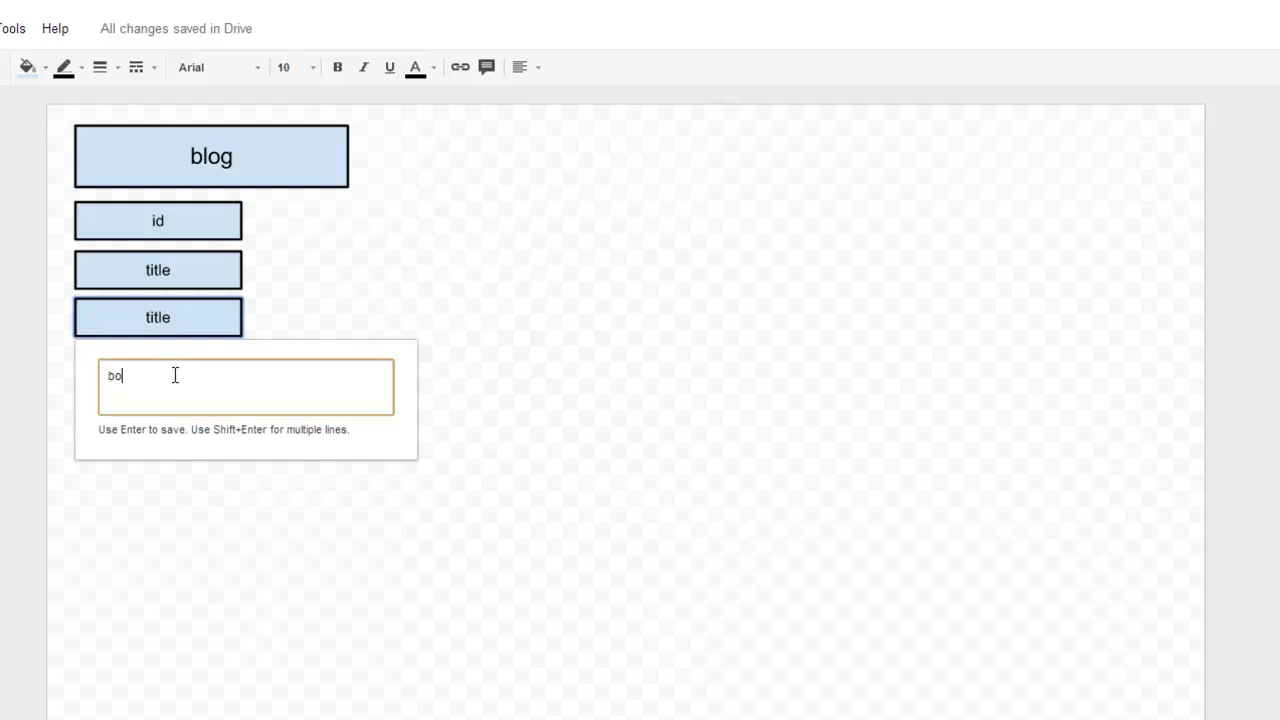 Tools Help All changes saved in Drive
Arial 10 B I U A
blog
id
title
title
bo
Use Enter to save. Use Shift+Enter for multiple lines.